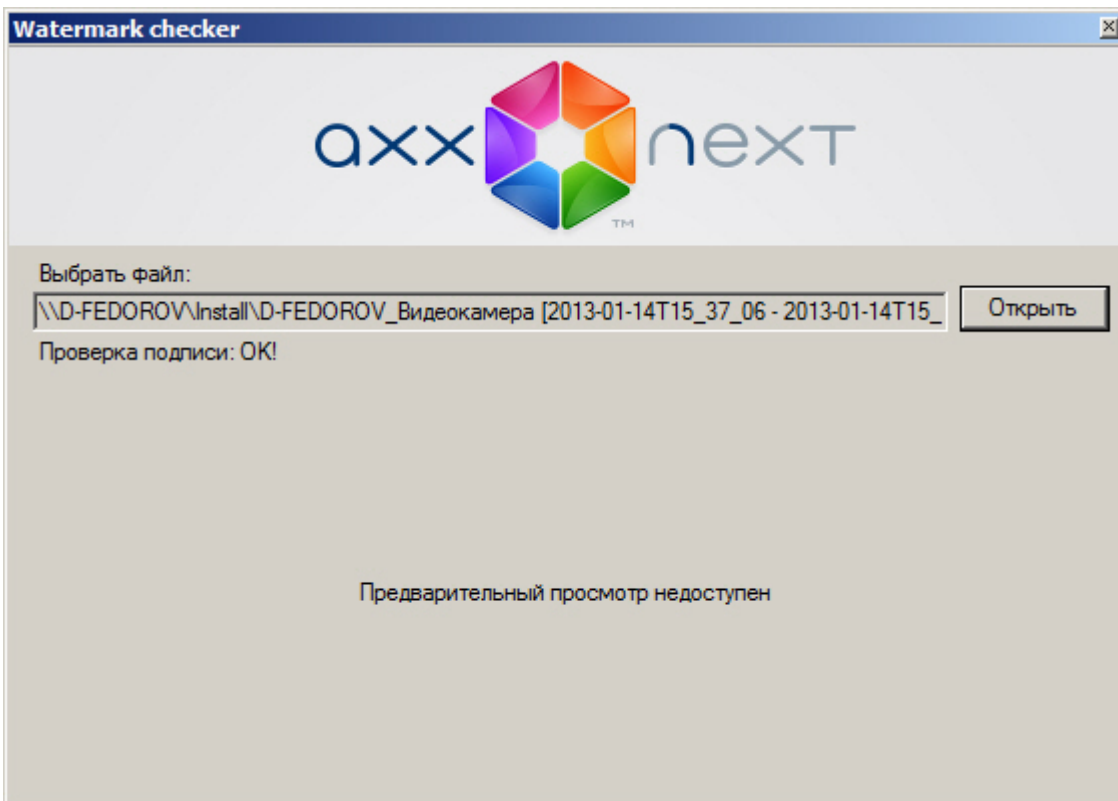 Watermark checker
axx next
TM
Выбрать файл:
\\D-FEDOROV\Install\D-FEDOROV_Видеокамера [2013-01-14T15_37_06 - 2013-01-14T15_
Открыть
Проверка подписи: OK!
Предварительный просмотр недоступен